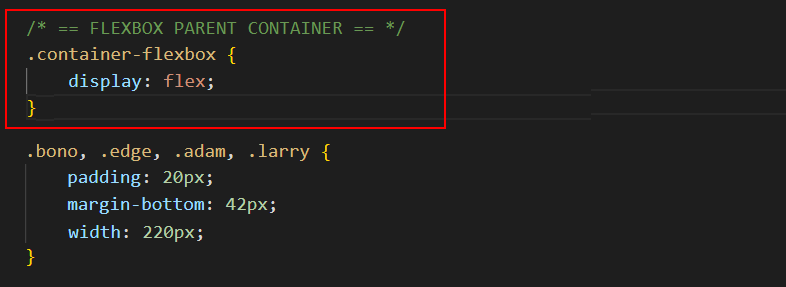 /* == FLEXBOX PARENT CONTAINER == */
.container-flexbox {
    display: flex;
}
.bono, .edge, .adam, .larry {
    padding: 20px;
    margin-bottom: 42px;
    width: 220px;
}